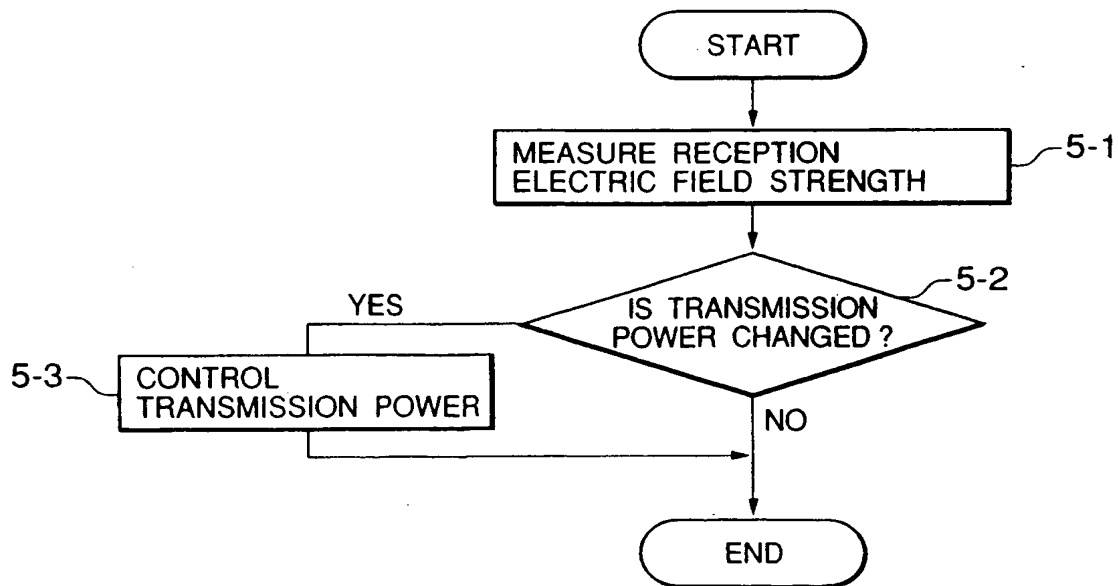 START
MEASURE RECEPTION
ELECTRIC FIELD STRENGTH
5-1
IS TRANSMISSION
POWER CHANGED?
5-2
YES
5-3
CONTROL
TRANSMISSION POWER
NO
END